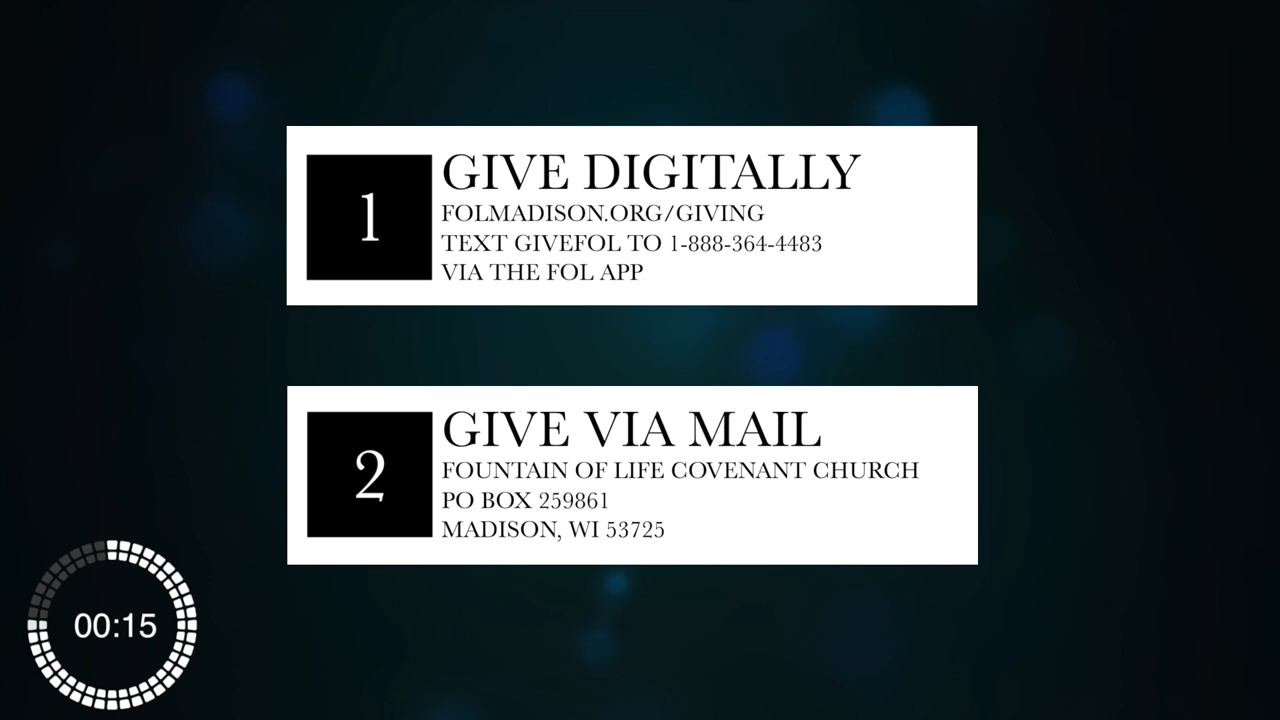 1
GIVE DIGITALLY
FOLMADISON.ORG/GIVING
TEXT GIVEFOL TO 1-888-364-4483
VIA THE FOL APP
2
GIVE VIA MAIL
FOUNTAIN OF LIFE COVENANT CHURCH
PO BOX 259861
MADISON, WI 53725
00:15